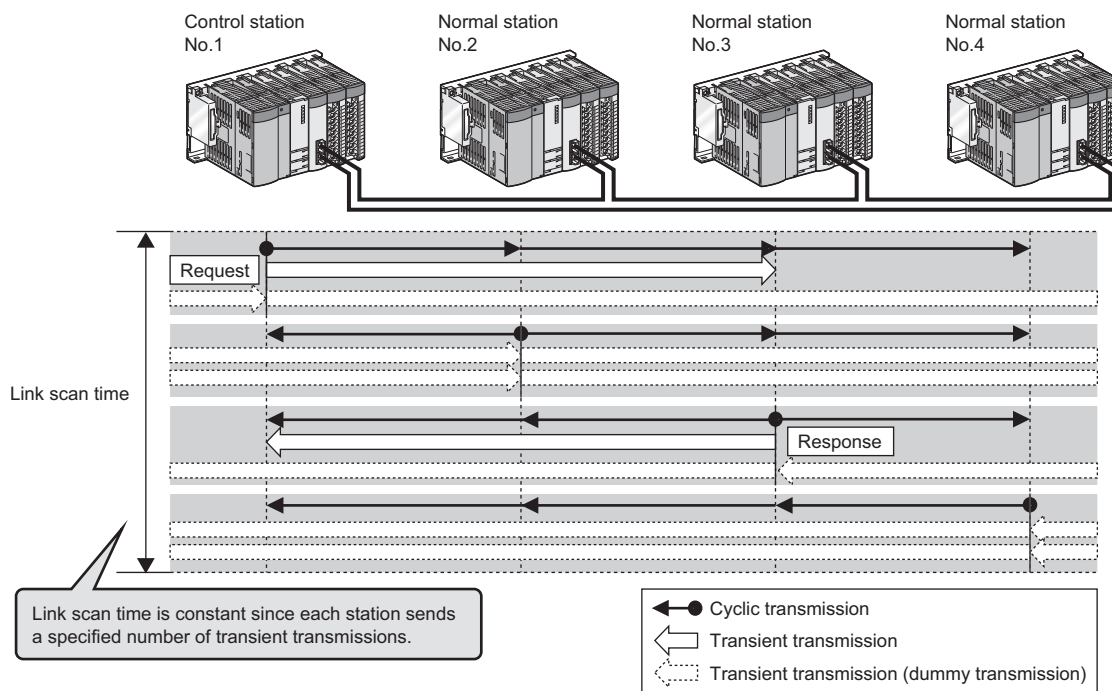 Control station
No.1
Normal station
No.2
Normal station
No.3
Normal station
No.4
Request
Link scan time
Response
Link scan time is constant since each station sends
a specified number of transient transmissions.
Cyclic transmission
Transient transmission
Transient transmission (dummy transmission)